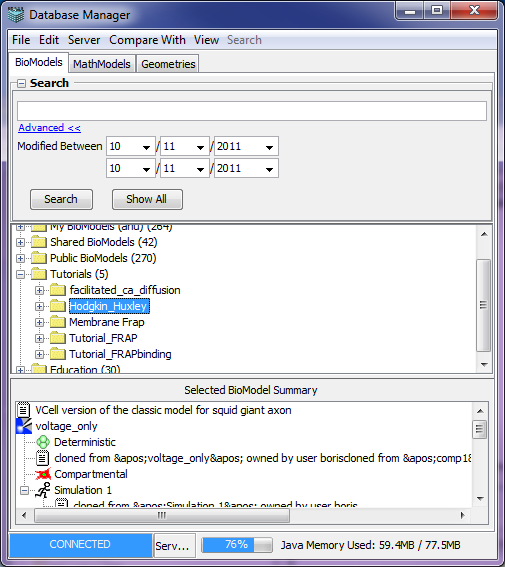 Database Manager
File Edit Server Compare With View Search
BioModels MathModels Geometries
Search
Advanced <<
Modified Between 10 / 11 / 2011
10 / 11 / 2011
Search Show All
My BioModels (anu) (264)
Shared BioModels (42)
Public BioModels (270)
Tutorials (5)
facilitated_ca_diffusion
Hodgkin_Huxley
Membrane Frap
Tutorial_FRAP
Tutorial_FRAPbinding
Education (30)
Selected BioModel Summary
VCell version of the classic model for squid giant axon
voltage_only
Deterministic
cloned from &apos;voltage_only&apos; owned by user boriscloned from &apos;comp1&
Compartmental
Simulation 1
cloned from &apos;Simulation 1&apos; owned by user boris
CONNECTED Serv... 76% Java Memory Used: 59.4MB / 77.5MB